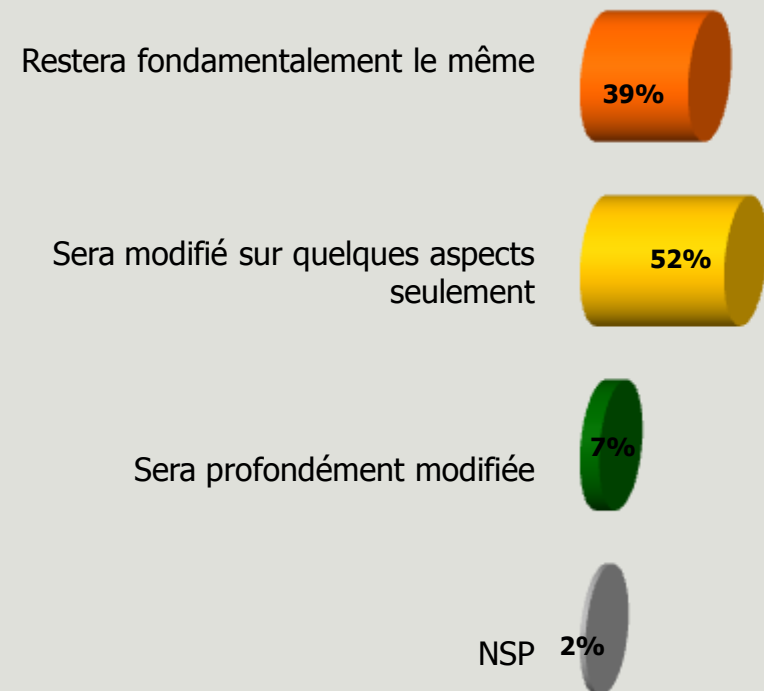 Restera fondamentalement le même
39%
Sera modifié sur quelques aspects
seulement
52%
Sera profondément modifiée
7%
NSP
2%